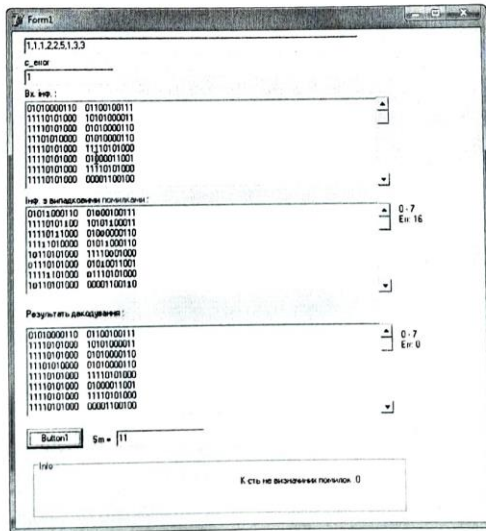 Form1
1,1,1,2,2,5,1,3,3
c_error
1
Вх. інф. :
01010000110 01100100111
11110101000 10101000011
11110101000 01010000110
11101010000 01010000110
11110101000 11110101000
11110101000 01000011001
11110101000 11110101000
11110101000 00001100100
Інф. з випадковими помилками :
0 - 7
Err: 16
Результать декодування :
0 - 7
Err: 0
01010000110 01100100111
11110101000 10101000011
11110101000 01010000110
11101010000 01010000110
11110101000 11110101000
11110101000 01000011001
11110101000 11110101000
11110101000 00001100100
Button1 Sm = 11
Info
К сть не визначених помилок 0